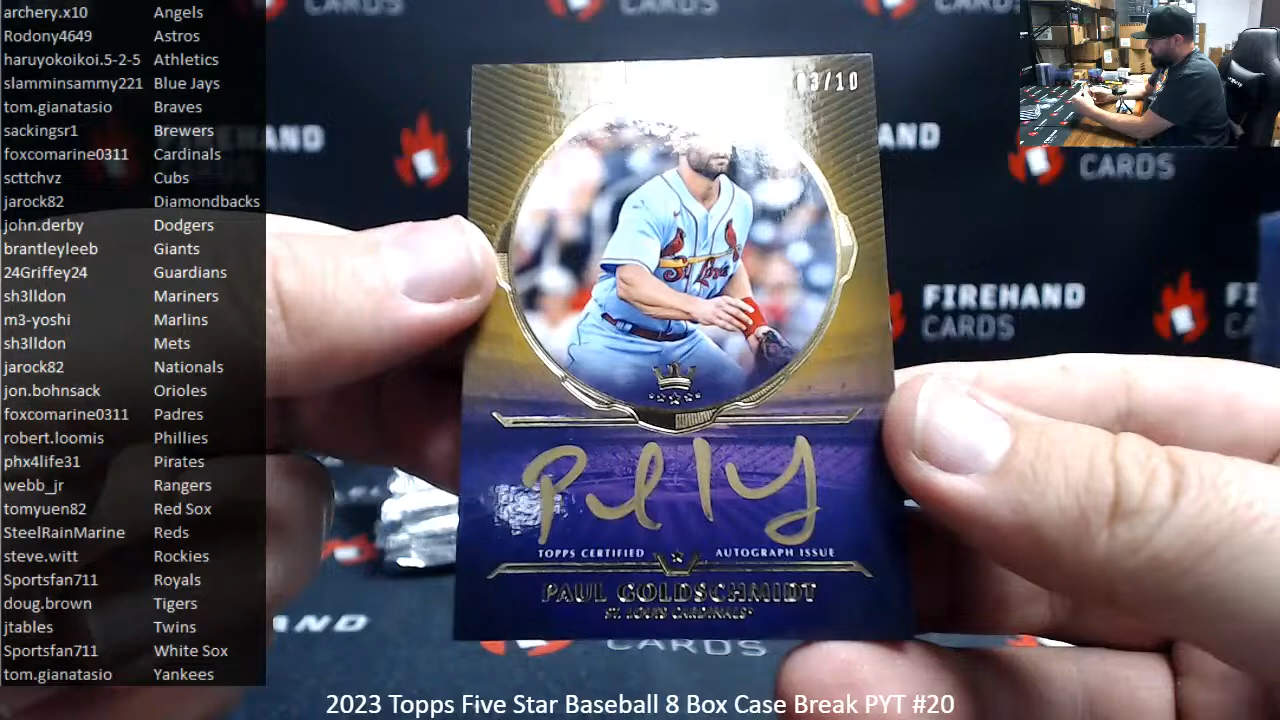 archery.x10 Angels
Rodony4649 Astros
haruyokoikoi.5-2-5 Athletics
slamminsammy221 Blue Jays
tom.gianatasio Braves
sackingsr1 Brewers
foxcomarine0311 Cardinals
scttchvz Cubs
jarock82 Diamondbacks
john.derby Dodgers
brantleyleeb Giants
24Griffey24 Guardians
sh3lldon Mariners
m3-yoshi Marlins
sh3lldon Mets
jarock82 Nationals
jon.bohnsack Orioles
foxcomarine0311 Padres
robert.loomis Phillies
phx4life31 Pirates
webb_jr Rangers
tomyuen82 Red Sox
SteelRainMarine Reds
steve.witt Rockies
Sportsfan711 Royals
doug.brown Tigers
jtables Twins
Sportsfan711 White Sox
tom.gianatasio Yankees
CARDS
CARDS
03/10
CARDS
FIREHAND
CARDS
TOPPS CERTIFIED AUTOGRAPH ISSUE
PAUL GOLDSCHMIDT
ST. LOUIS CARDINALS
CARDS
2023 Topps Five Star Baseball 8 Box Case Break PYT #20